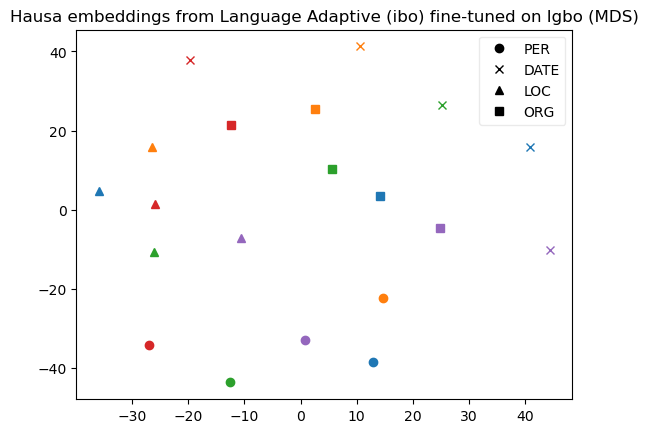 Hausa embeddings from Language Adaptive (ibo) fine-tuned on Igbo (MDS)
PER
DATE
LOC
ORG
40
20
0
−20
−40
−30
−20
−10
0
10
20
30
40